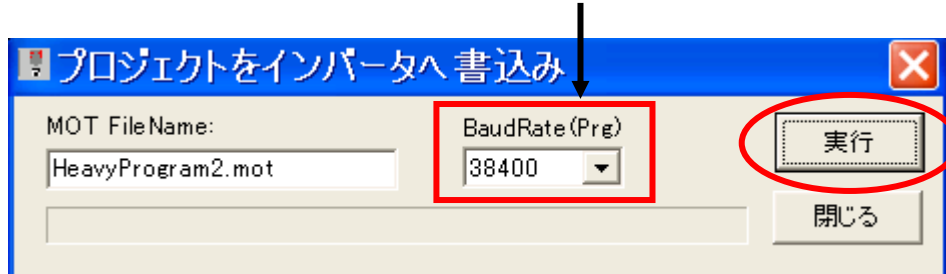 プロジェクトをインバータへ書込み
MOT FileName:
BaudRate(Prg)
HeavyProgram2.mot
38400
実行
閉じる